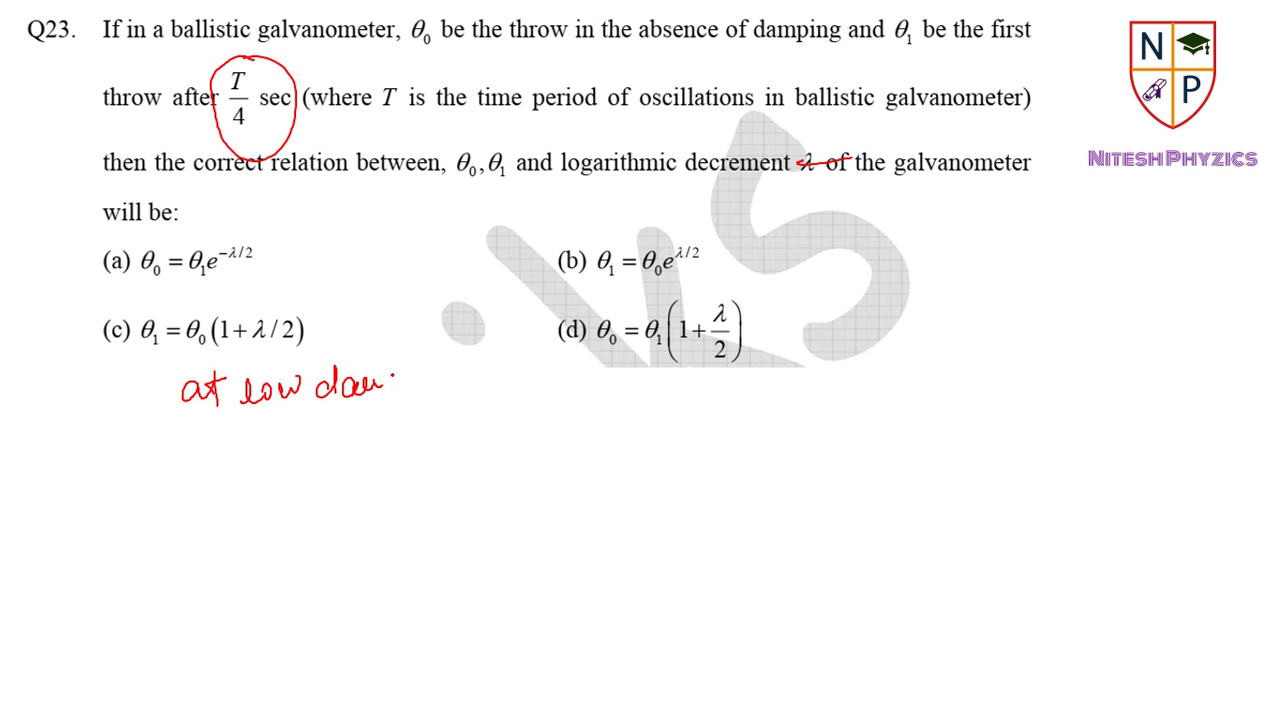 Q23. If in a ballistic galvanometer, θ₀ be the throw in the absence of damping and θ₁ be the first
throw after T/4 sec (where T is the time period of oscillations in ballistic galvanometer)
then the correct relation between, θ₀, θ₁ and logarithmic decrement λ of the galvanometer
will be:
(a) θ₀ = θ₁e^(-λ/2) (b) θ₁ = θ₀e^(λ/2)
(c) θ₁ = θ₀(1+λ/2) (d) θ₀ = θ₁(1+λ/2)
at low
N
P
NITESH PHYZICS